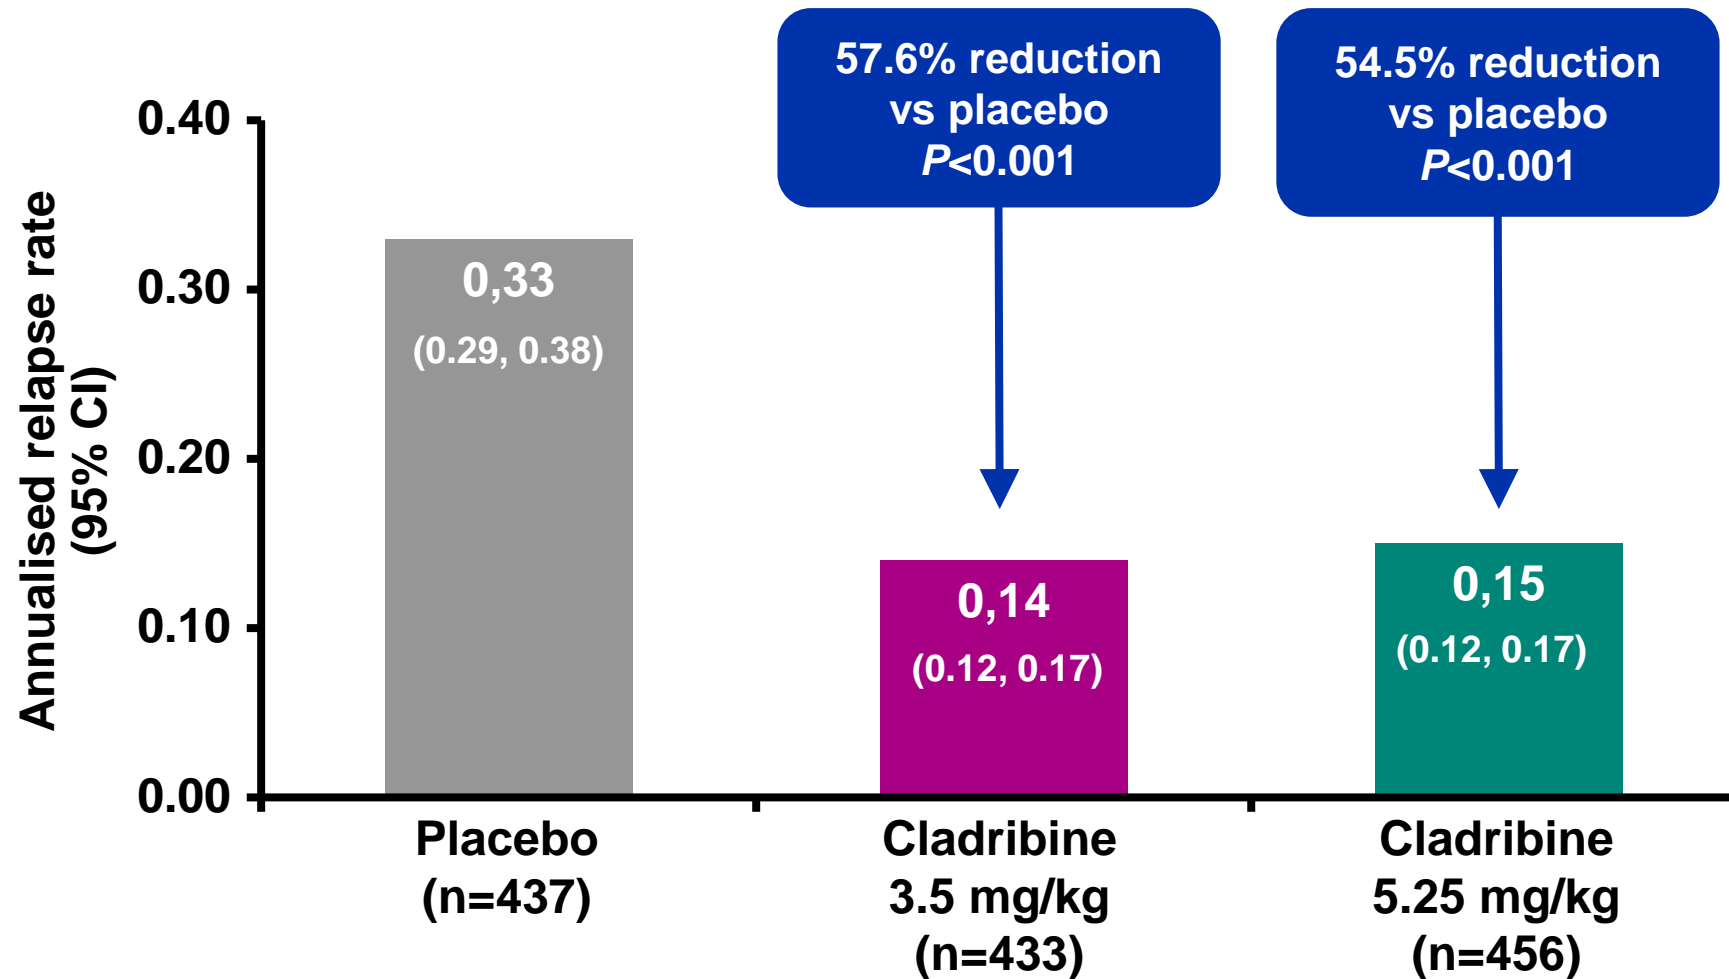 57.6% reduction
vs placebo
P<0.001
54.5% reduction
vs placebo
P<0.001
Annualised relapse rate
(95% CI)
0.40
0.30
0.20
0.10
0.00
0,33
(0.29, 0.38)
0,14
(0.12, 0.17)
0,15
(0.12, 0.17)
Placebo
(n=437)
Cladribine
3.5 mg/kg
(n=433)
Cladribine
5.25 mg/kg
(n=456)